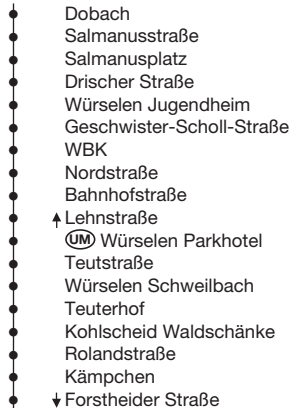 Dobach
Salmanusstraße
Salmanusplatz
Drischer Straße
Würselen Jugendheim
Geschwister-Scholl-Straße
WBK
Nordstraße
Bahnhofstraße
Lehnstraße
UM Würselen Parkhotel
Teutstraße
Würselen Schweilbach
Teuterhof
Kohlscheid Waldschänke
Rolandstraße
Kämpchen
Forstheider Straße